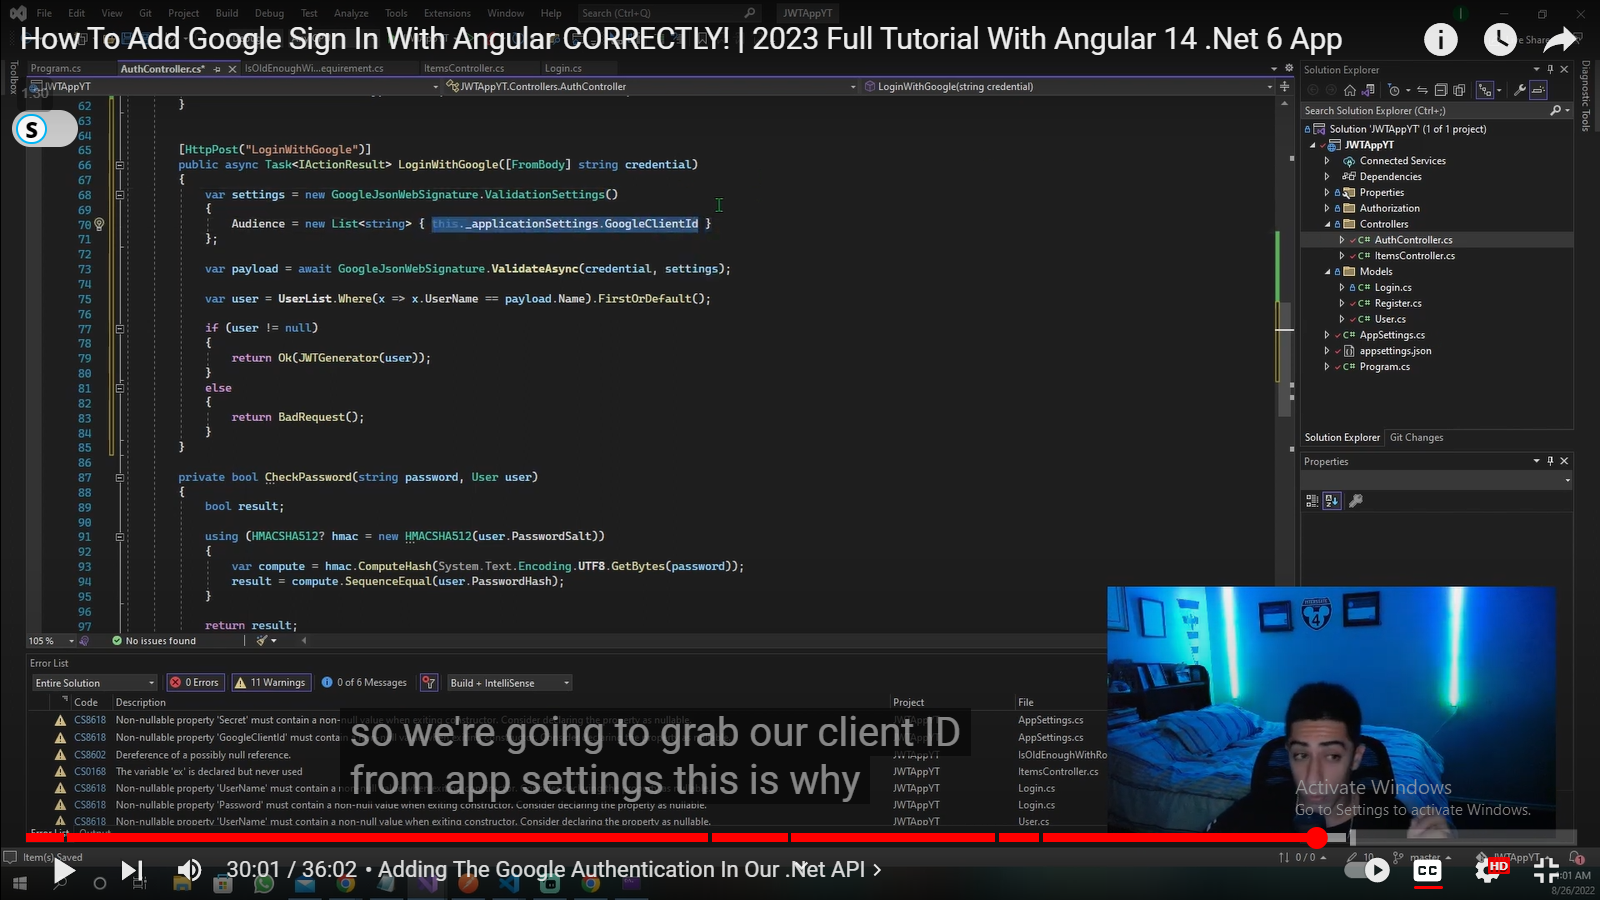 File Edit View Git Project Build Debug Test Analyze Tools Extensions Window Help Search (Ctrl+Q) JWTAppYT
How To Add Google Sign In With Angular CORRECTLY! | 2023 Full Tutorial With Angular 14 .Net 6 App
Program.cs AuthController.cs* IsOldEnoughWi...equirement.cs ItemsController.cs Login.cs
JWTAppYT JWTAppYT.Controllers.AuthController LoginWithGoogle(string credential)
1:30
S
62 }
63
64
65 [HttpPost("LoginWithGoogle")]
66 public async Task<IActionResult> LoginWithGoogle([FromBody] string credential)
67 {
68 var settings = new GoogleJsonWebSignature.ValidationSettings()
69 {
70 Audience = new List<string> { this._applicationSettings.GoogleClientId }
71 };
72
73 var payload = await GoogleJsonWebSignature.ValidateAsync(credential, settings);
74
75 var user = UserList.Where(x => x.UserName == payload.Name).FirstOrDefault();
76
77 if (user != null)
78 {
79 return Ok(JWTGenerator(user));
80 }
81 else
82 {
83 return BadRequest();
84 }
85 }
86
87 private bool CheckPassword(string password, User user)
88 {
89 bool result;
90
91 using (HMACSHA512? hmac = new HMACSHA512(user.PasswordSalt))
92 {
93 var compute = hmac.ComputeHash(System.Text.Encoding.UTF8.GetBytes(password));
94 result = compute.SequenceEqual(user.PasswordHash);
95 }
96
97 return result;
105 % No issues found
Toolbox
Solution Explorer
Search Solution Explorer (Ctrl+;)
Solution 'JWTAppYT' (1 of 1 project)
JWTAppYT
Connected Services
Dependencies
Properties
Authorization
Controllers
C# AuthController.cs
C# ItemsController.cs
Models
C# Login.cs
C# Register.cs
C# User.cs
C# AppSettings.cs
appsettings.json
C# Program.cs
Solution Explorer Git Changes
Properties
Diagnostic Tools
Error List
Entire Solution 0 Errors 11 Warnings 0 of 6 Messages Build + IntelliSense
Code Description Project File
CS8618 Non-nullable property 'Secret' must contain a non-null value when exiting constructor. Consider declaring the property as nullable. JWTAppYT AppSettings.cs
CS8618 Non-nullable property 'GoogleClientId' must contain JWTAppYT AppSettings.cs
CS8602 Dereference of a possibly null reference. JWTAppYT IsOldEnoughWithRo
CS0168 The variable 'ex' is declared but never used JWTAppYT ItemsController.cs
CS8618 Non-nullable property 'UserName' must contain JWTAppYT Login.cs
CS8618 Non-nullable property 'Password' must contain a non-null value when exiting constructor. Consider declaring the property as nullable. JWTAppYT Login.cs
CS8618 Non-nullable property 'UserName' must contain a non-null value when exiting constructor. Consider declaring the property as nullable. JWTAppYT User.cs
so we're going to grab our client ID
from app settings this is why
4
Activate Windows
Go to Settings to activate Windows.
Error List Output
Item(s) Saved 0 / 0 10 master JWTAppYT
30:01 / 36:02 • Adding The Google Authentication In Our .Net API >
CC HD
8/26/2022